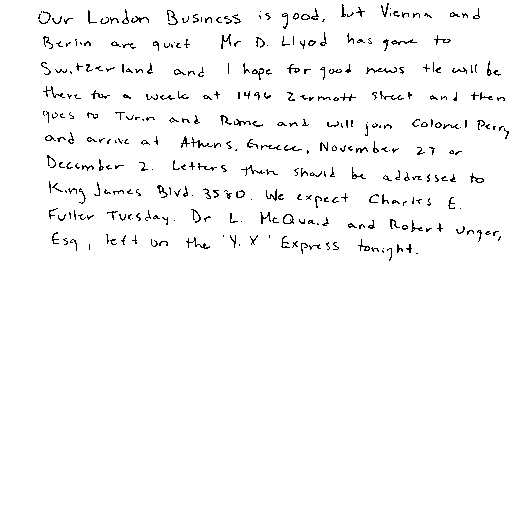 Our London Business is good, but Vienna and
Berlin are quiet Mr D. Llyod has gone to
Switzerland and I hope for good news He will be
there for a week at 1496 Zermott Street and then
goes to Turin and Rome and will join Colonel Perry
and arrive at Athens, Greece, November 27 or
December 2. Letters then should be addressed to
King James Blvd. 3580. We expect Charles E.
Fuller Tuesday. Dr L. McQuaid and Robert Unger,
Esq, left on the 'Y.X' Express tonight.